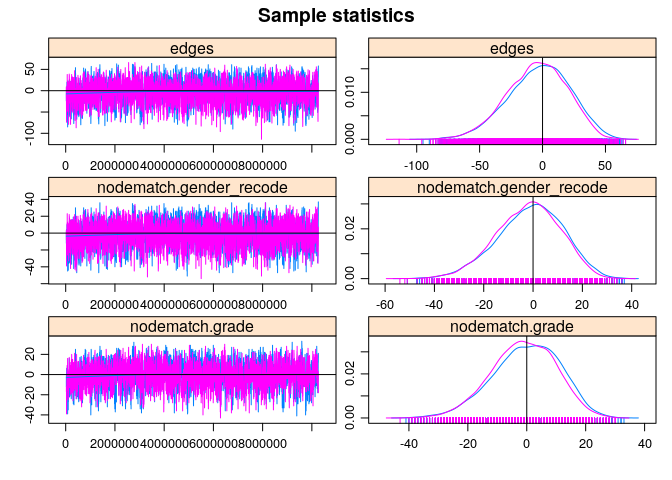 Sample statistics
edges
edges
-100 0 50
0 2000000 4000000 6000000 8000000
0.000 0.010
-100 -50 0 50
nodematch.gender_recode
nodematch.gender_recode
-40 0 20 40
0 2000000 4000000 6000000 8000000
0.00 0.02
-60 -40 -20 0 20 40
nodematch.grade
nodematch.grade
-40 -20 0 20
0 2000000 4000000 6000000 8000000
0.00 0.02
-40 -20 0 20 40